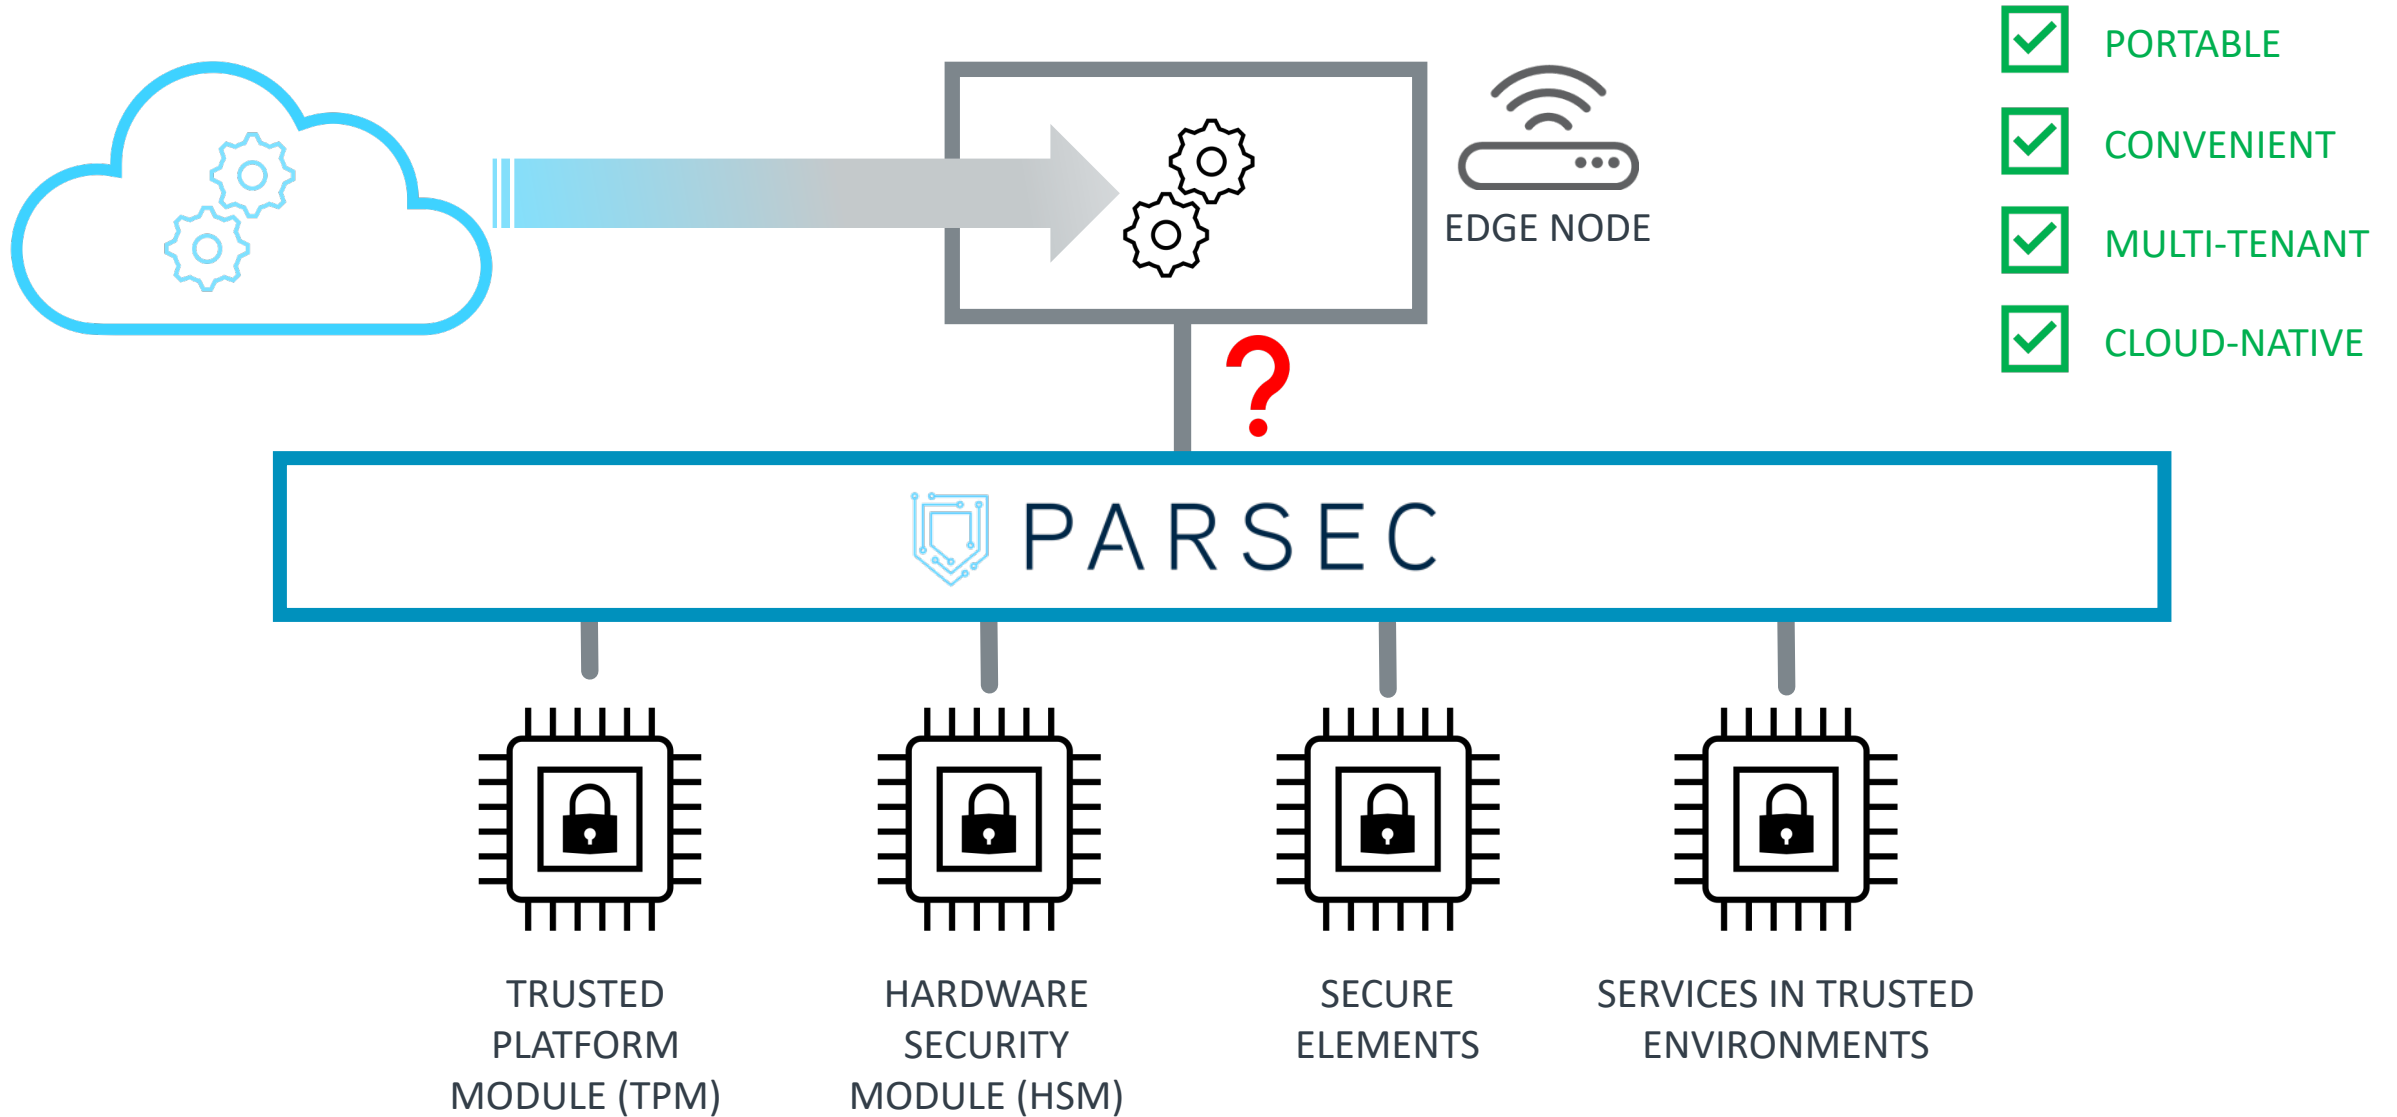 PORTABLE
CONVENIENT
MULTI-TENANT
CLOUD-NATIVE
EDGE NODE
?
PARSEC
TRUSTED
PLATFORM
MODULE (TPM)
HARDWARE
SECURITY
MODULE (HSM)
SECURE
ELEMENTS
SERVICES IN TRUSTED
ENVIRONMENTS